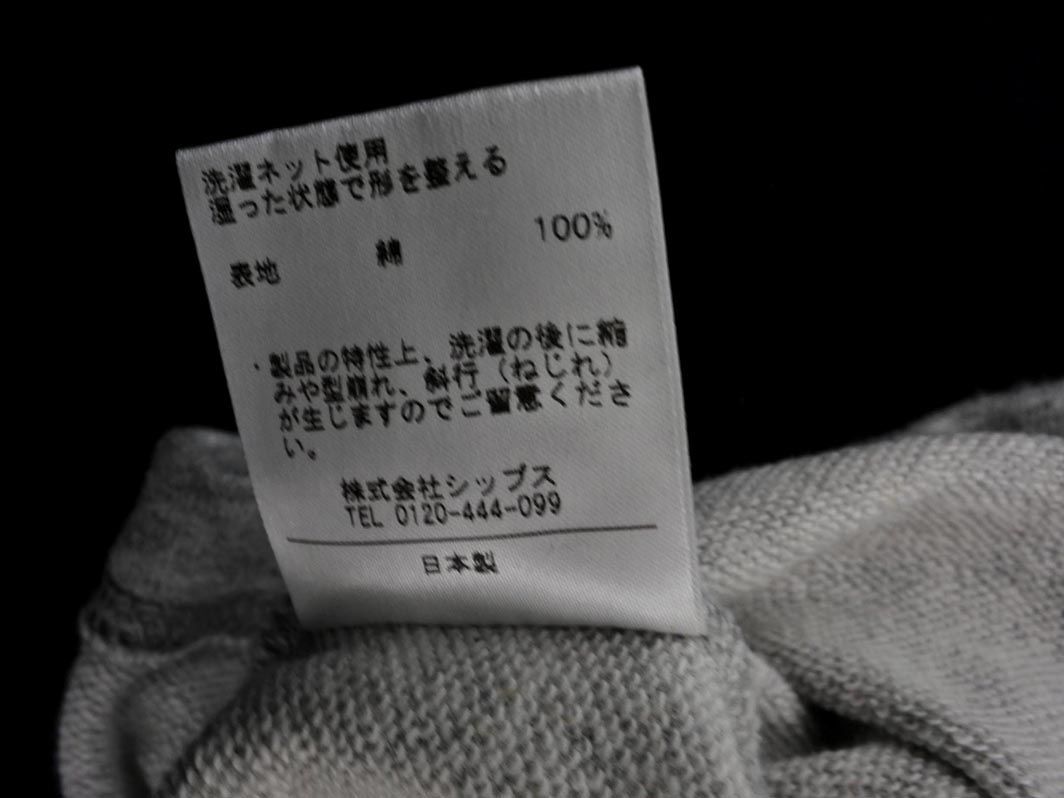 洗濯ネット使用
湿った状態で形を整える
表地 綿 100%
・製品の特性上、洗濯の後に縮
みや型崩れ、斜行（ねじれ）
が生じますのでご留意くださ
い。
株式会社シップス
TEL 0120-444-099
日本製